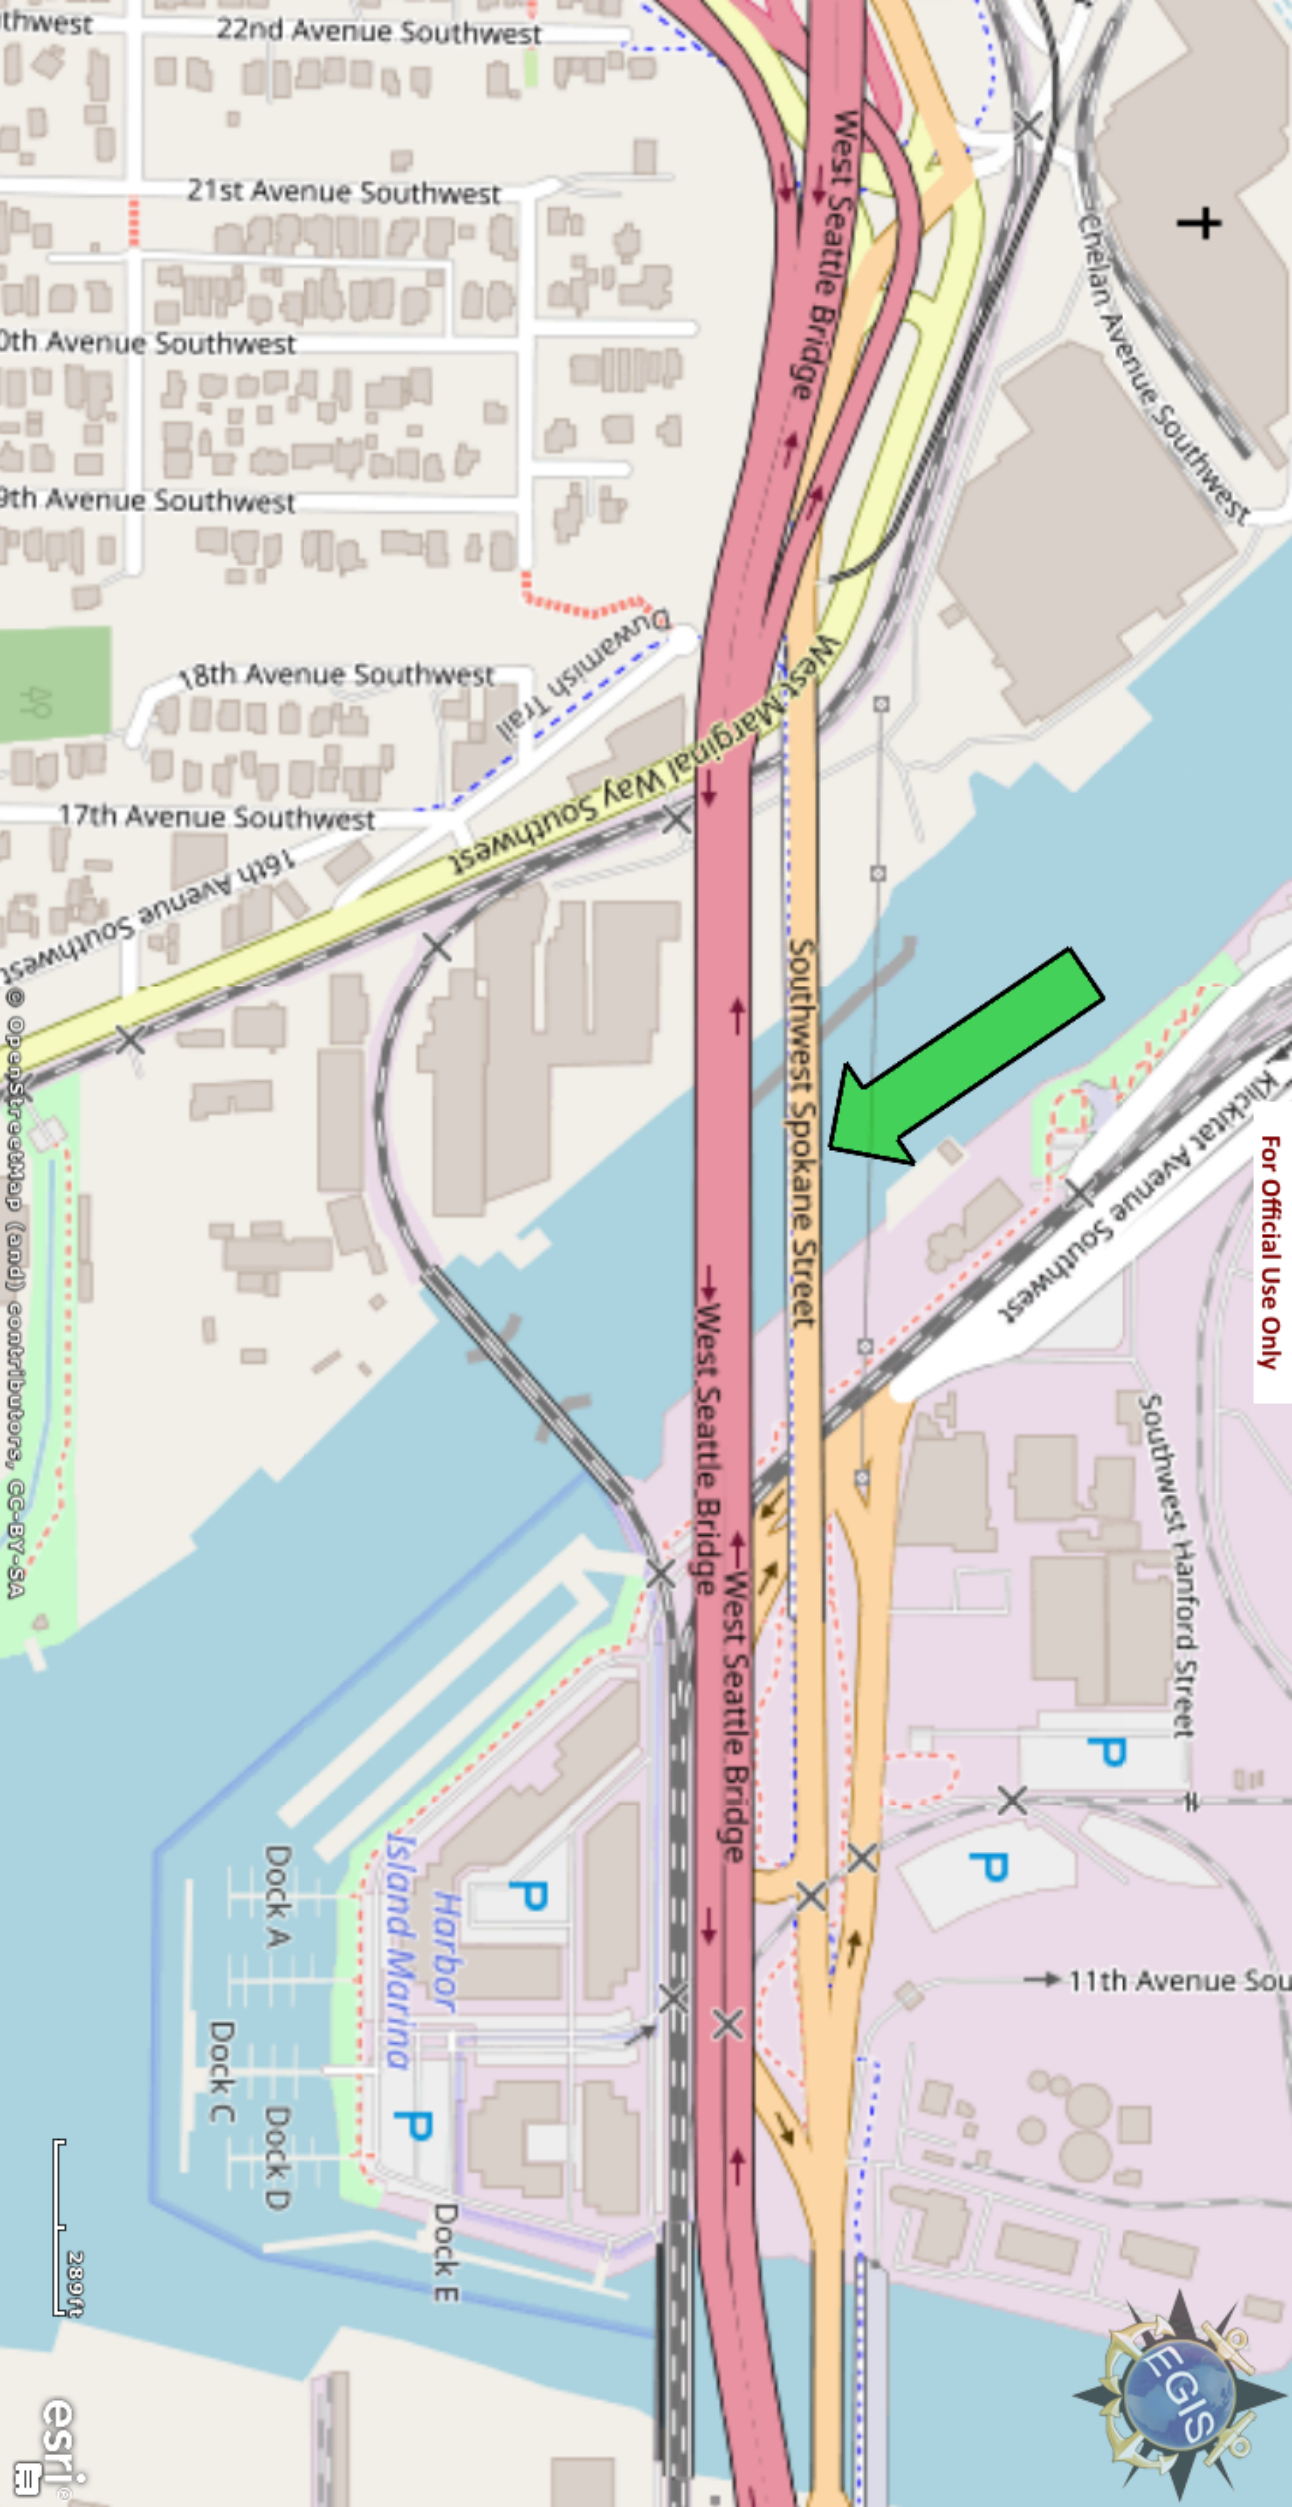 thwest
22nd Avenue Southwest
21st Avenue Southwest
0th Avenue Southwest
9th Avenue Southwest
18th Avenue Southwest
17th Avenue Southwest
16th Avenue Southwest
Duwamish Trail
West Marginal Way Southwest
West Seattle Bridge
Chelan Avenue Southwest
Southwest Spokane Street
Klickitat Avenue Southwest
For Official Use Only
Southwest Hanford Street
West Seattle Bridge
West Seattle Bridge
P
P
P
P
11th Avenue Sou
Harbor
Island Marina
Dock A
Dock C
Dock D
Dock E
289ft
EGIS
esri
© OpenStreetMap (and) contributors, CC-BY-SA